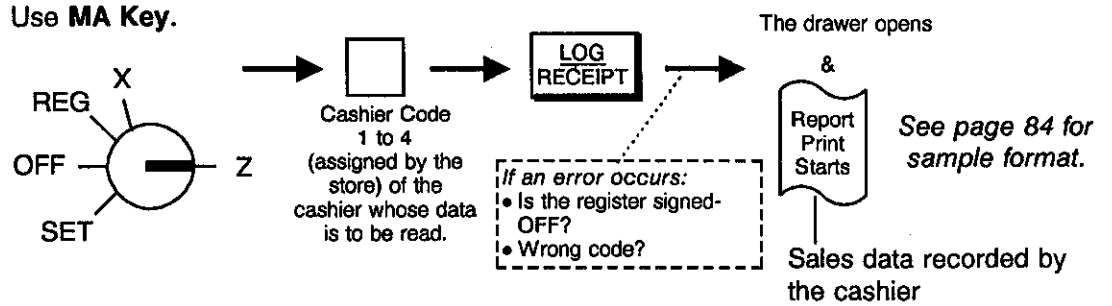 Use MA Key.
X
REG
OFF
Z
SET
Cashier Code
1 to 4
(assigned by the
store) of the
cashier whose data
is to be read.
LOG
RECEIPT
If an error occurs:
• Is the register signed-
OFF?
• Wrong code?
The drawer opens
&
Report
Print
Starts
See page 84 for
sample format.
Sales data recorded by
the cashier